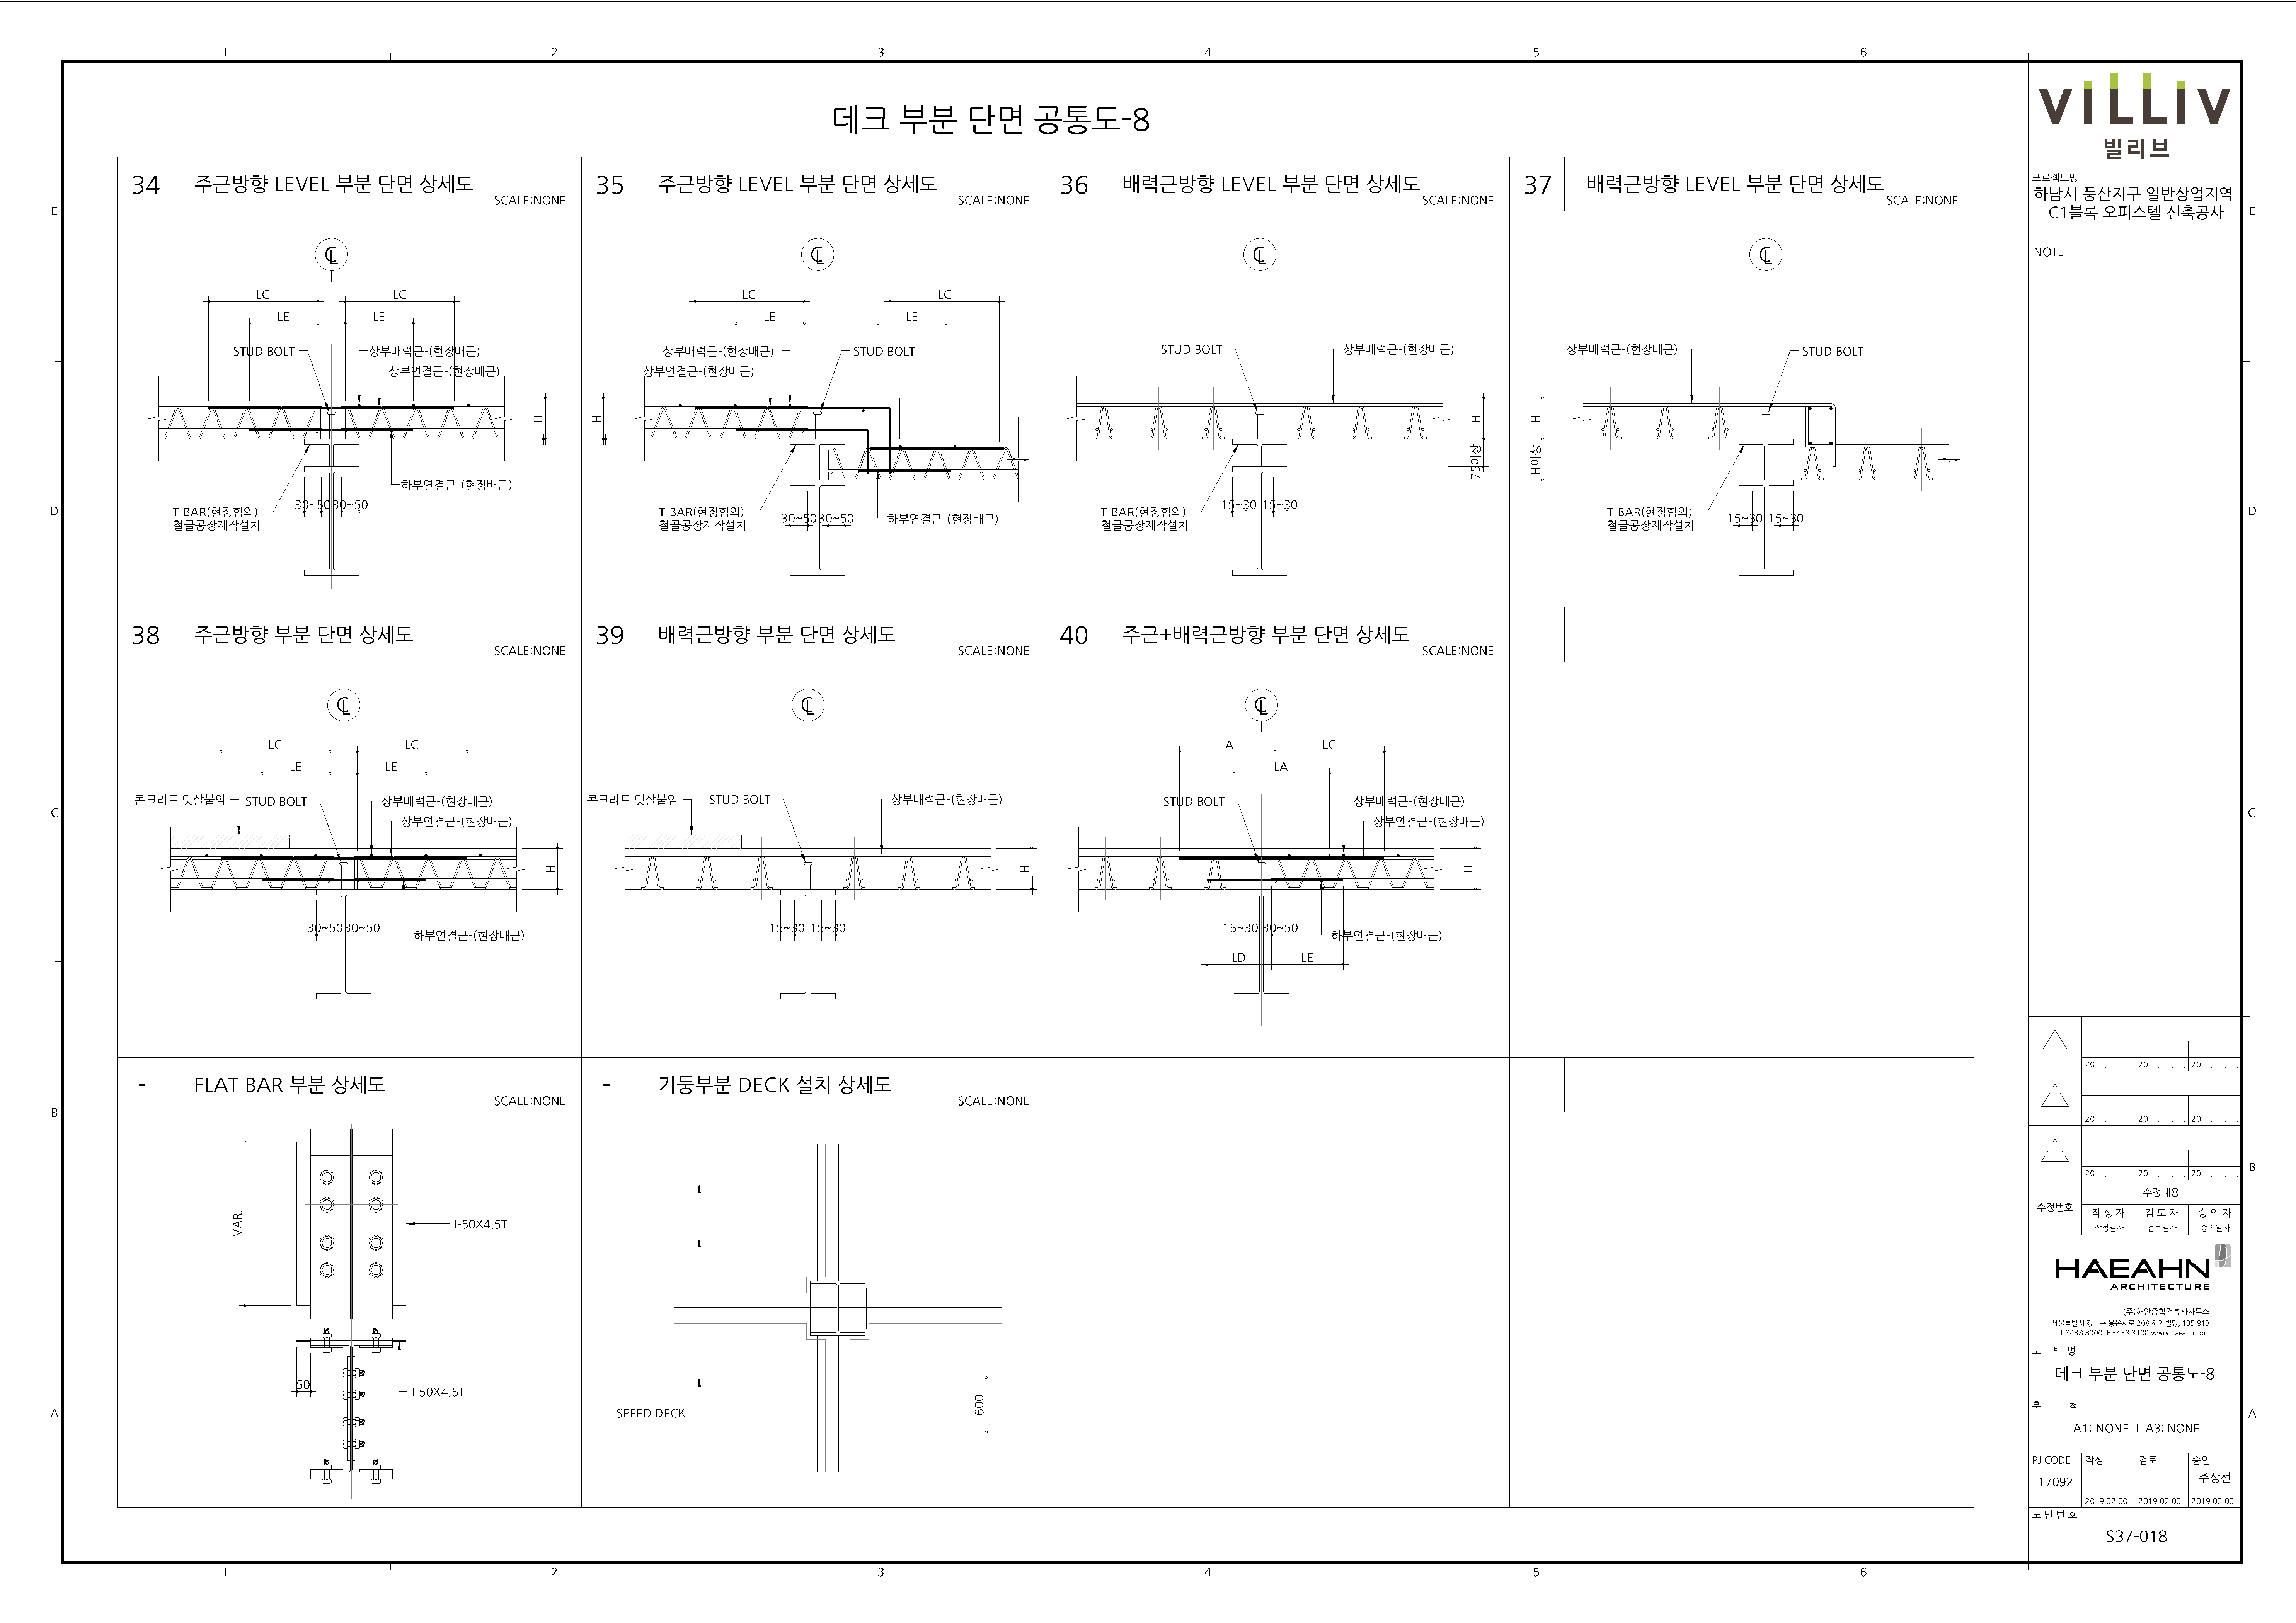 1 2 3 4 5 6
데크 부분 단면 공통도-8
34 주근방향 LEVEL 부분 단면 상세도 SCALE:NONE
℄
LC LC
LE LE
STUD BOLT
상부배력근-(현장배근)
상부연결근-(현장배근)
H
하부연결근-(현장배근)
30~50 30~50
T-BAR(현장협의)
철골공장제작설치
35 주근방향 LEVEL 부분 단면 상세도 SCALE:NONE
℄
LC LC
LE LE
상부배력근-(현장배근)
STUD BOLT
상부연결근-(현장배근)
H
T-BAR(현장협의)
철골공장제작설치
30~50 30~50
하부연결근-(현장배근)
36 배력근방향 LEVEL 부분 단면 상세도 SCALE:NONE
℄
STUD BOLT
상부배력근-(현장배근)
H
75이상
15~30 15~30
T-BAR(현장협의)
철골공장제작설치
37 배력근방향 LEVEL 부분 단면 상세도 SCALE:NONE
℄
상부배력근-(현장배근)
STUD BOLT
H
H이상
T-BAR(현장협의)
철골공장제작설치
15~30 15~30
38 주근방향 부분 단면 상세도 SCALE:NONE
℄
LC LC
LE LE
콘크리트 덧살붙임
STUD BOLT
상부배력근-(현장배근)
상부연결근-(현장배근)
H
30~50 30~50
하부연결근-(현장배근)
39 배력근방향 부분 단면 상세도 SCALE:NONE
℄
콘크리트 덧살붙임
STUD BOLT
상부배력근-(현장배근)
H
15~30 15~30
40 주근+배력근방향 부분 단면 상세도 SCALE:NONE
℄
LA LC
LA
STUD BOLT
상부배력근-(현장배근)
상부연결근-(현장배근)
H
15~30 30~50
하부연결근-(현장배근)
LD LE
- FLAT BAR 부분 상세도 SCALE:NONE
VAR.
I-50X4.5T
50
I-50X4.5T
- 기둥부분 DECK 설치 상세도 SCALE:NONE
SPEED DECK
600
E E
D D
C C
B B
A A
1 2 3 4 5 6
VILLIV
빌리브
프로젝트명
하남시 풍산지구 일반상업지역
C1블록 오피스텔 신축공사
NOTE
20 . . . 20 . . . 20 . . .
20 . . . 20 . . . 20 . . .
20 . . . 20 . . . 20 . . .
수정번호
수정내용
작 성 자 검 토 자 승 인 자
작성일자 검토일자 승인일자
HAEAHN
ARCHITECTURE
(주)해안종합건축사사무소
서울특별시 강남구 봉은사로 208 해안빌딩, 135-913
T.3438 8000 F.3438 8100 www.haeahn.com
도 면 명
데크 부분 단면 공통도-8
축 척
A1: NONE I A3: NONE
PJ CODE 작성 검토 승인
17092 주상선
2019.02.00. 2019.02.00. 2019.02.00.
도 면 번 호
S37-018